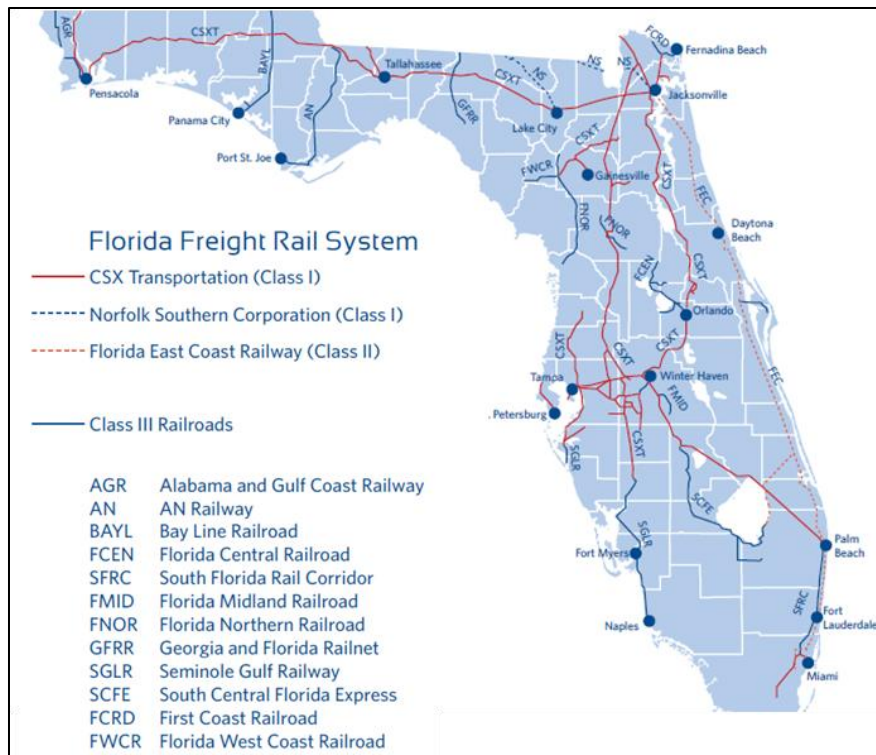 AGR
CSXT
BAYL
Pensacola
Panama City
Port St. Joe
AN
Tallahassee
GFRR
CSXT
NS
NS
NS
Lake City
FCRD
Fernadina Beach
Jacksonville
CSXT
FWCR
Gainesville
CSXT
FEC
FNOR
FNOR
Daytona
Beach
FCEN
CSXT
Orlando
CSXT
CSXT
CSXT
Tampa
Winter Haven
FEC
FMID
. Petersburg
CSXT
SGLR
SCFE
SGLR
Fort Myers
Palm
Beach
SFRC
Naples
Fort
Lauderdale
Miami
Florida Freight Rail System
CSX Transportation (Class I)
Norfolk Southern Corporation (Class I)
Florida East Coast Railway (Class II)
Class III Railroads
AGR Alabama and Gulf Coast Railway
AN AN Railway
BAYL Bay Line Railroad
FCEN Florida Central Railroad
SFRC South Florida Rail Corridor
FMID Florida Midland Railroad
FNOR Florida Northern Railroad
GFRR Georgia and Florida Railnet
SGLR Seminole Gulf Railway
SCFE South Central Florida Express
FCRD First Coast Railroad
FWCR Florida West Coast Railroad